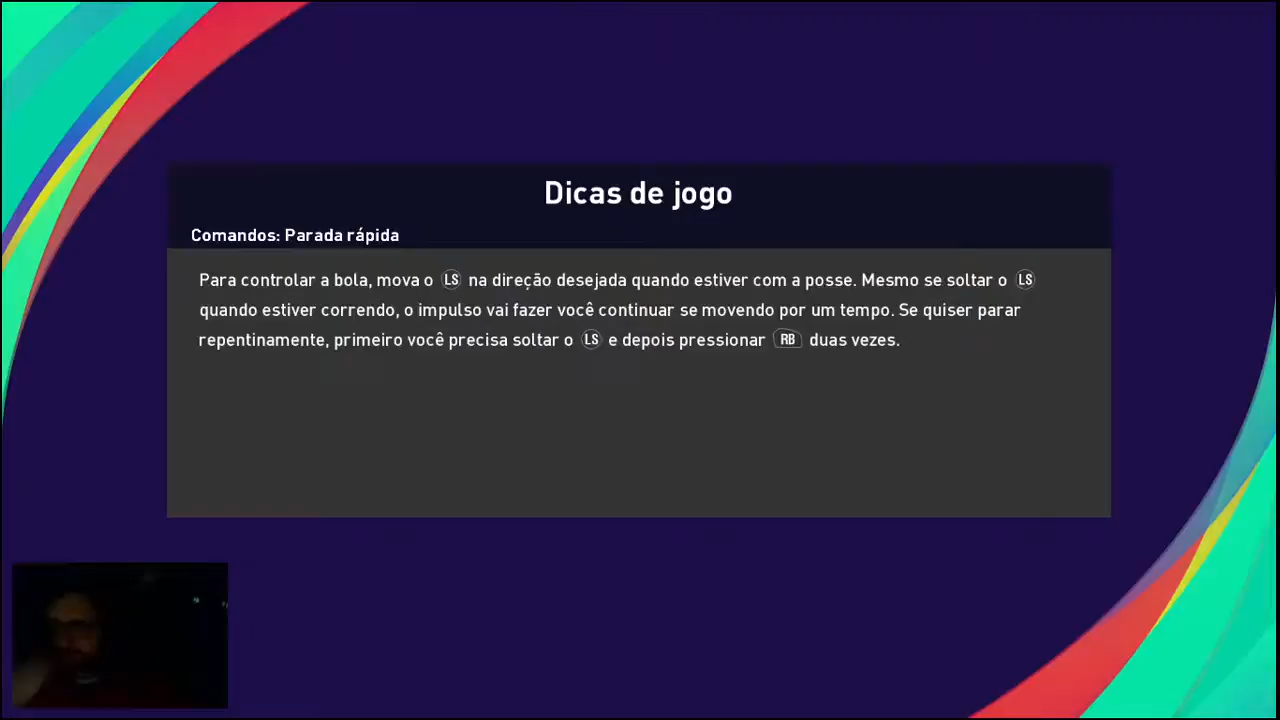 Dicas de jogo
Comandos: Parada rápida
Para controlar a bola, mova o LS na direção desejada quando estiver com a posse. Mesmo se soltar o LS
quando estiver correndo, o impulso vai fazer você continuar se movendo por um tempo. Se quiser parar
repentinamente, primeiro você precisa soltar o LS e depois pressionar RB duas vezes.